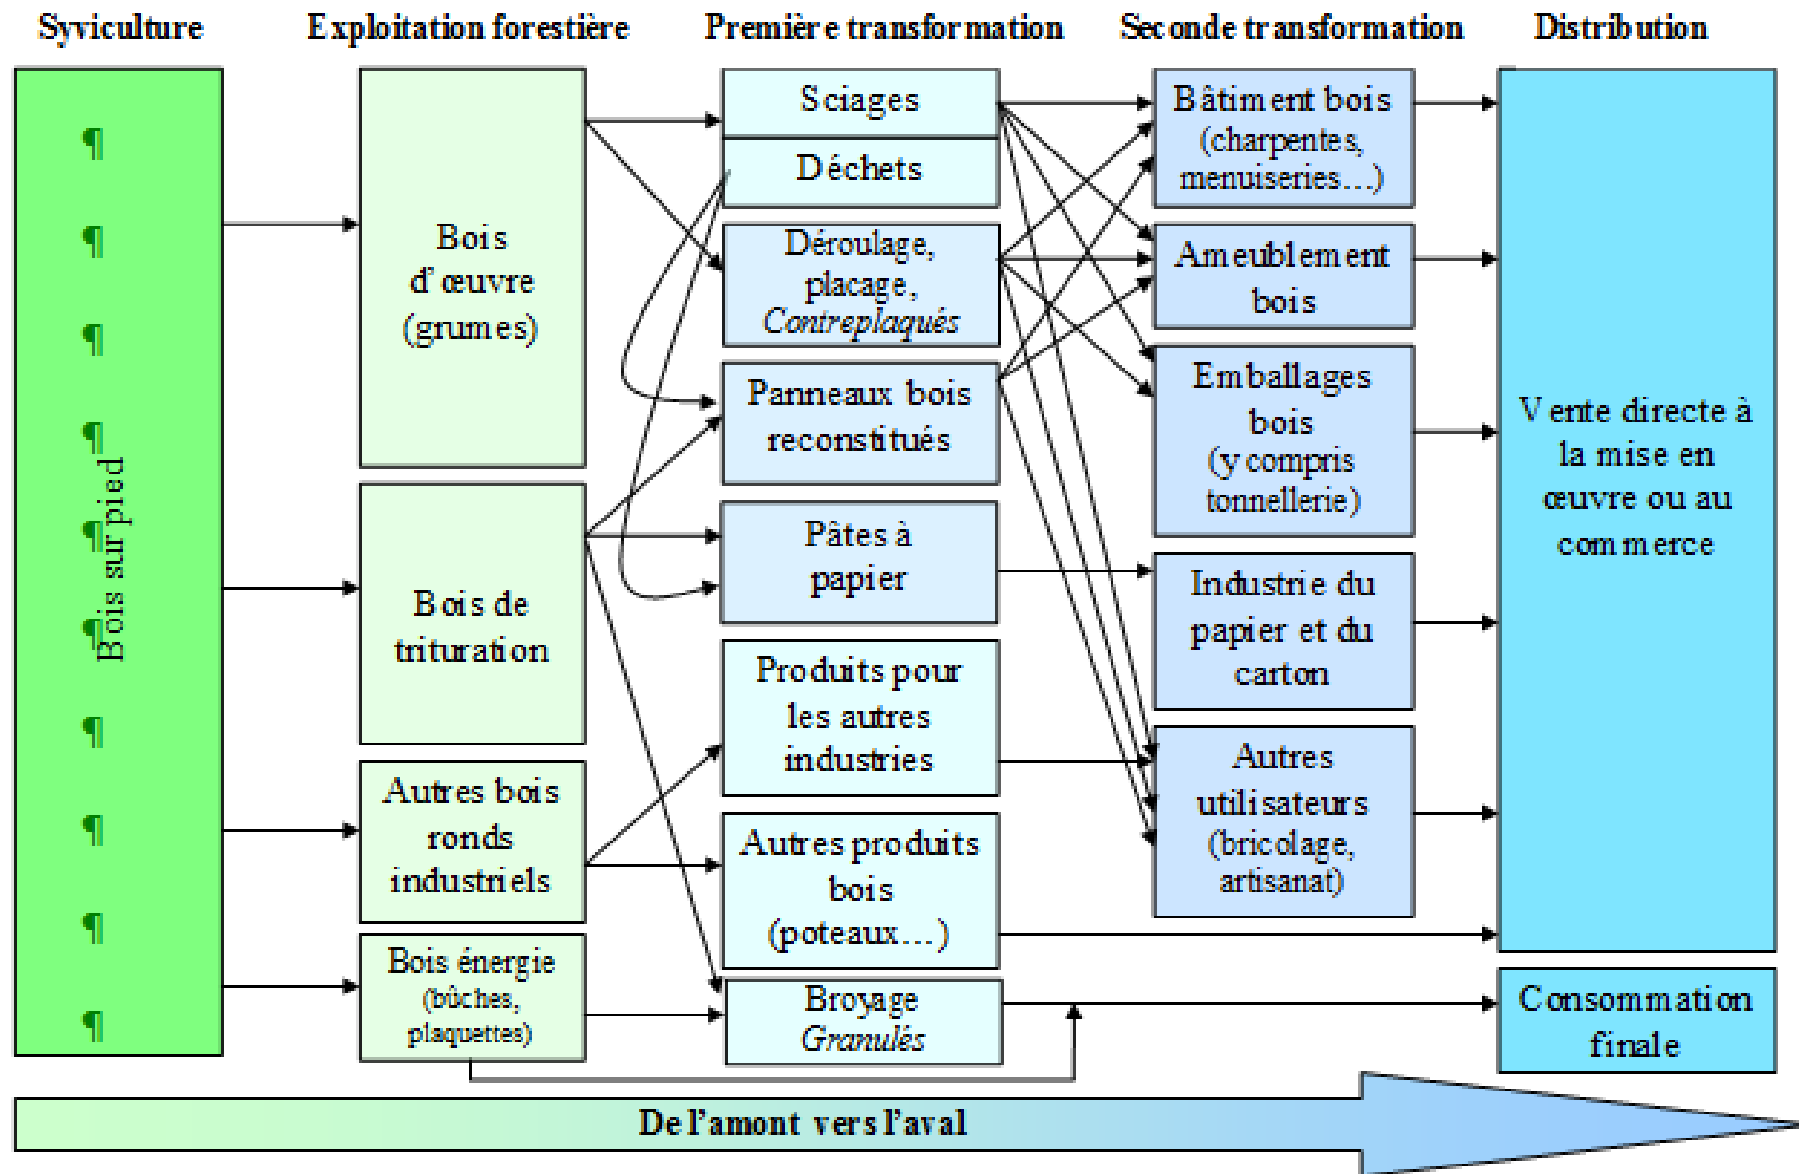 Syviculture
Exploitation forestière
Première transformation
Seconde transformation
Distribution
¶
¶
¶
¶
¶
¶
¶
¶
¶
¶
Bois sur pied
Bois
d'œuvre
(grumes)
Bois de
trituration
Autres bois
ronds
industriels
Bois énergie
(bûches,
plaquettes)
Sciages
Déchets
Déroulage,
placage,
Contreplaqués
Panneaux bois
reconstitués
Pâtes à
papier
Produits pour
les autres
industries
Autres produits
bois
(poteaux…)
Broyage
Granulés
Bâtiment bois
(charpentes,
menuiseries…)
Ameublement
bois
Emballages
bois
(y compris
tonnellerie)
Industrie du
papier et du
carton
Autres
utilisateurs
(bricolage,
artisanat)
Vente directe à
la mise en
œuvre ou au
commerce
Consommation
finale
De l'amont vers l'aval